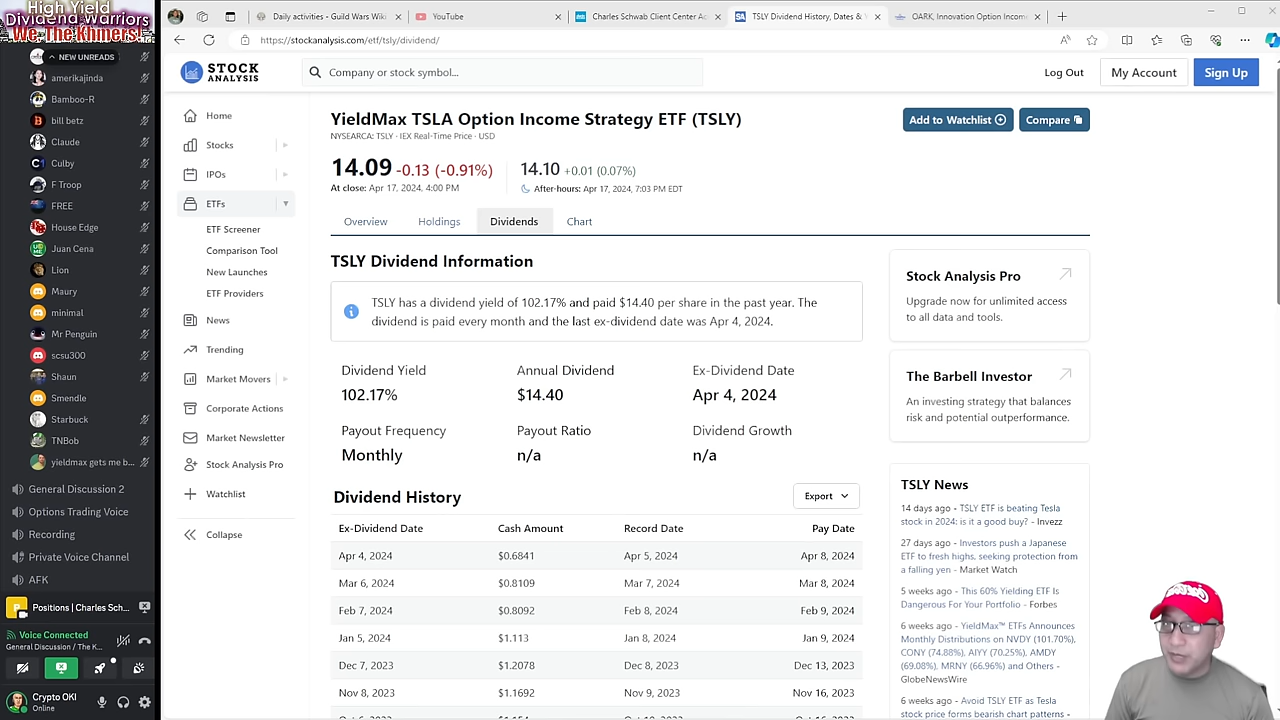 High Yield
Dividend Warriors
We The Khmers!
NEW UNREADS
amerikajinda
Bamboo-R
bill betz
Claude
Culby
F Troop
FREE
House Edge
Juan Cena
Lion
Maury
minimal
Mr Penguin
scsu300
Shaun
Smendle
Starbuck
TNBob
yieldmax gets me b...
General Discussion 2
Options Trading Voice
Recording
Private Voice Channel
AFK
Positions | Charles Sch...
Voice Connected
General Discussion / The K...
Crypto OKI
Online
Daily activities - Guild Wars Wiki
YouTube
Charles Schwab Client Center Ac
TSLY Dividend History, Dates & Y
OARK, Innovation Option Incom
https://stockanalysis.com/etf/tsly/dividend/
STOCK
ANALYSIS
Company or stock symbol...
Log Out
My Account
Sign Up
Home
Stocks
IPOs
ETFs
ETF Screener
Comparison Tool
New Launches
ETF Providers
News
Trending
Market Movers
Corporate Actions
Market Newsletter
Stock Analysis Pro
Watchlist
Collapse
YieldMax TSLA Option Income Strategy ETF (TSLY)
NYSEARCA: TSLY · IEX Real-Time Price · USD
Add to Watchlist
Compare
14.09 -0.13 (-0.91%)
At close: Apr 17, 2024, 4:00 PM
14.10 +0.01 (0.07%)
After-hours: Apr 17, 2024, 7:03 PM EDT
Overview Holdings Dividends Chart
TSLY Dividend Information
TSLY has a dividend yield of 102.17% and paid $14.40 per share in the past year. The
dividend is paid every month and the last ex-dividend date was Apr 4, 2024.
Dividend Yield Annual Dividend Ex-Dividend Date
102.17% $14.40 Apr 4, 2024
Payout Frequency Payout Ratio Dividend Growth
Monthly n/a n/a
Dividend History
Export
Ex-Dividend Date Cash Amount Record Date Pay Date
Apr 4, 2024 $0.6841 Apr 5, 2024 Apr 8, 2024
Mar 6, 2024 $0.8109 Mar 7, 2024 Mar 8, 2024
Feb 7, 2024 $0.8092 Feb 8, 2024 Feb 9, 2024
Jan 5, 2024 $1.113 Jan 8, 2024 Jan 9, 2024
Dec 7, 2023 $1.2078 Dec 8, 2023 Dec 13, 2023
Nov 8, 2023 $1.1692 Nov 9, 2023 Nov 16, 2023
Stock Analysis Pro
Upgrade now for unlimited access
to all data and tools.
The Barbell Investor
An investing strategy that balances
risk and potential outperformance.
TSLY News
14 days ago - TSLY ETF is beating Tesla
stock in 2024: is it a good buy? - Invezz
27 days ago - Investors push a Japanese
ETF to fresh highs, seeking protection from
a falling yen - Market Watch
5 weeks ago - This 60% Yielding ETF Is
Dangerous For Your Portfolio - Forbes
6 weeks ago - YieldMax™ ETFs Announces
Monthly Distributions on NVDY (101.70%),
CONY (74.88%), AIYY (70.25%), AMDY
(69.08%), MRNY (66.96%) and Others -
GlobeNewsWire
6 weeks ago - Avoid TSLY ETF as Tesla
stock price forms bearish chart patterns -